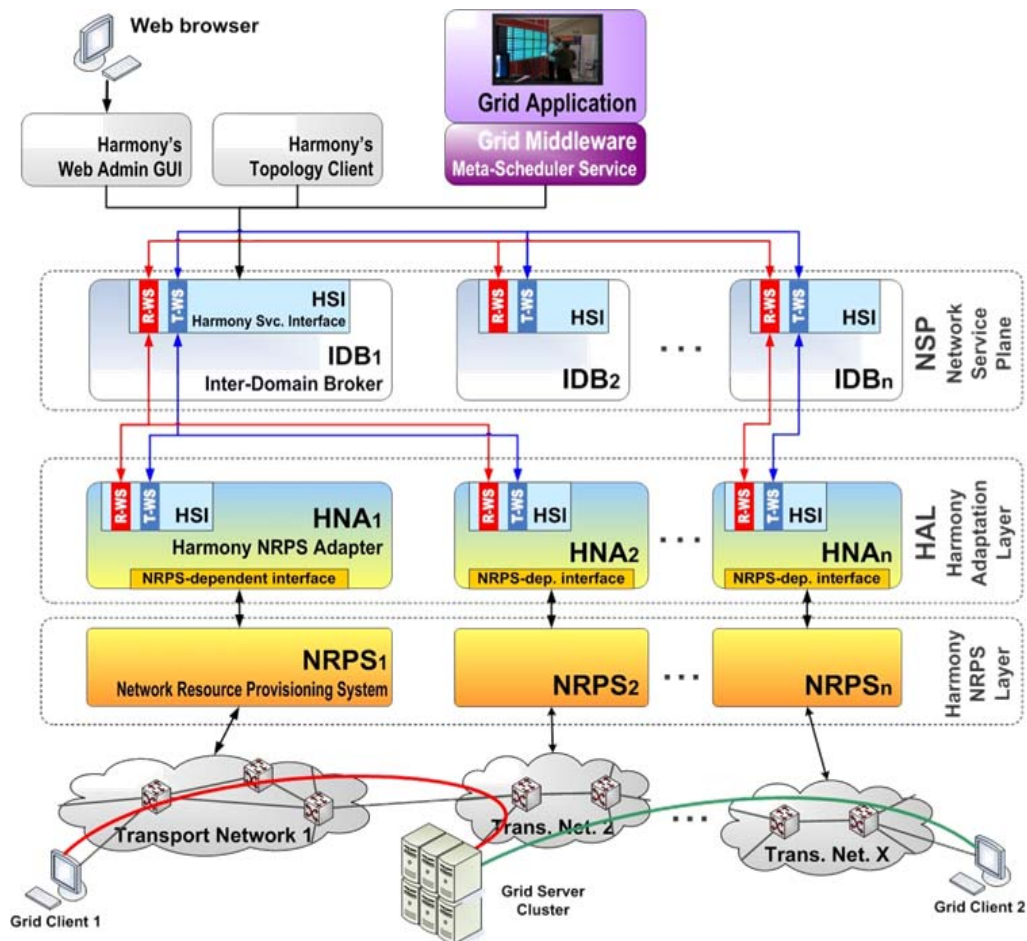 Web browser
Harmony's
Web Admin GUI
Harmony's
Topology Client
Grid Application
Grid Middleware
Meta-Scheduler Service
R-WS
T-WS
HSI
Harmony Svc. Interface
IDB1
Inter-Domain Broker
R-WS
T-WS
HSI
IDB2
...
R-WS
T-WS
HSI
IDBn
NSP
Network
Service
Plane
R-WS
T-WS
HSI
HNA1
Harmony NRPS Adapter
NRPS-dependent interface
R-WS
T-WS
HSI
HNA2
NRPS-dep. interface
...
R-WS
T-WS
HSI
HNAn
NRPS-dep. interface
HAL
Harmony
Adaptation
Layer
NRPS1
Network Resource Provisioning System
NRPS2
...
NRPSn
Harmony
NRPS
Layer
Transport Network 1
Trans. Net. 2
...
Trans. Net. X
Grid Client 1
Grid Server
Cluster
Grid Client 2